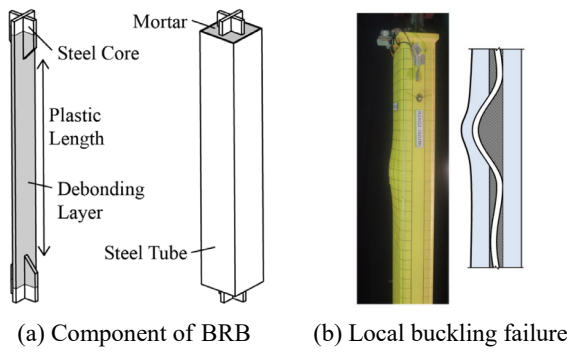 Mortar
Steel Core
Plastic
Length
Debonding
Layer
Steel Tube
(a) Component of BRB
(b) Local buckling failure